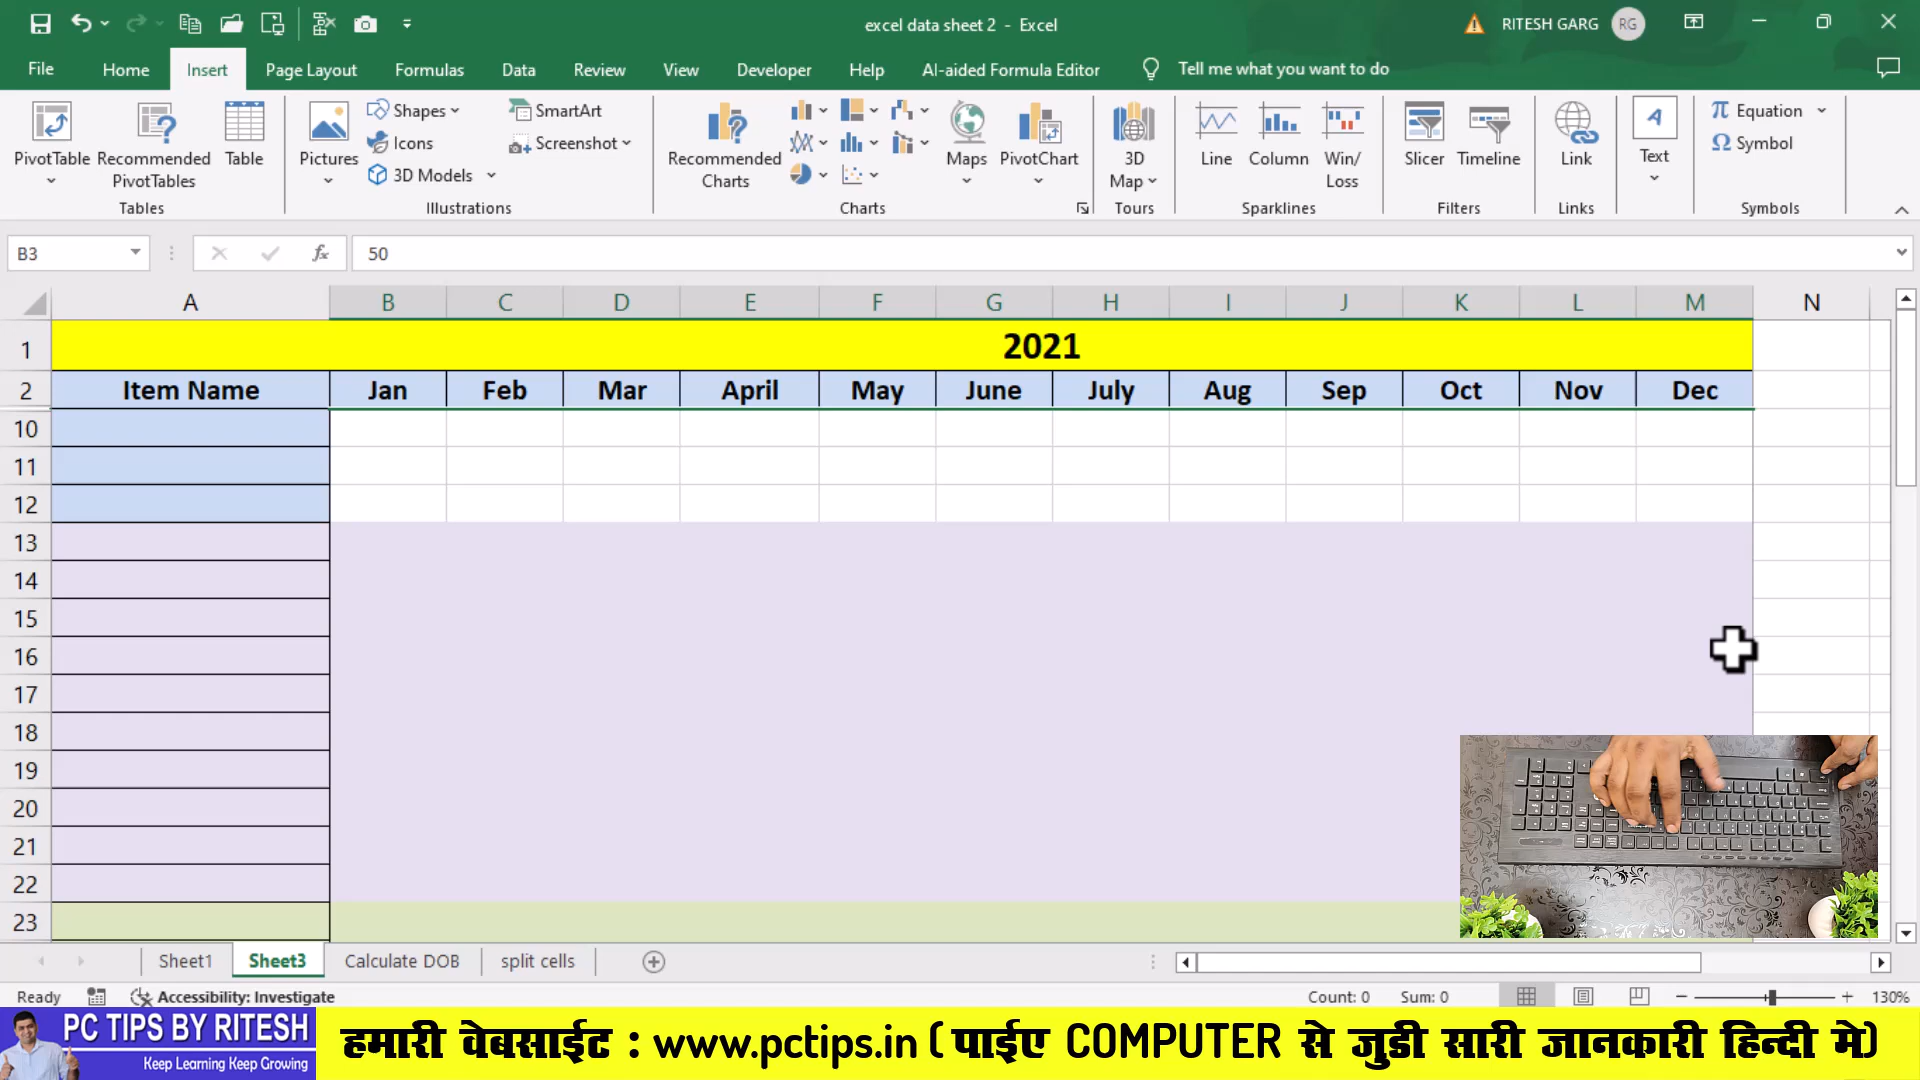 excel data sheet 2 - Excel
RITESH GARG
RG
File
Home
Insert
Page Layout
Formulas
Data
Review
View
Developer
Help
AI-aided Formula Editor
Tell me what you want to do
PivotTable
Recommended PivotTables
Table
Tables
Pictures
Shapes
Icons
3D Models
SmartArt
Screenshot
Illustrations
Recommended Charts
Maps
PivotChart
Charts
3D Map
Tours
Line
Column
Win/Loss
Sparklines
Slicer
Timeline
Filters
Link
Links
Text
Equation
Symbol
Symbols
B3
fx
50
A B C D E F G H I J K L M N
1 2021
2 Item Name Jan Feb Mar April May June July Aug Sep Oct Nov Dec
10
11
12
13
14
15
16
17
18
19
20
21
22
23
Sheet1
Sheet3
Calculate DOB
split cells
Ready
Accessibility: Investigate
Count: 0
Sum: 0
130%
PC TIPS BY RITESH
Keep Learning Keep Growing
हमारी वेबसाईट : www.pctips.in ( पाईए COMPUTER से जुडी सारी जानकारी हिन्दी मे)